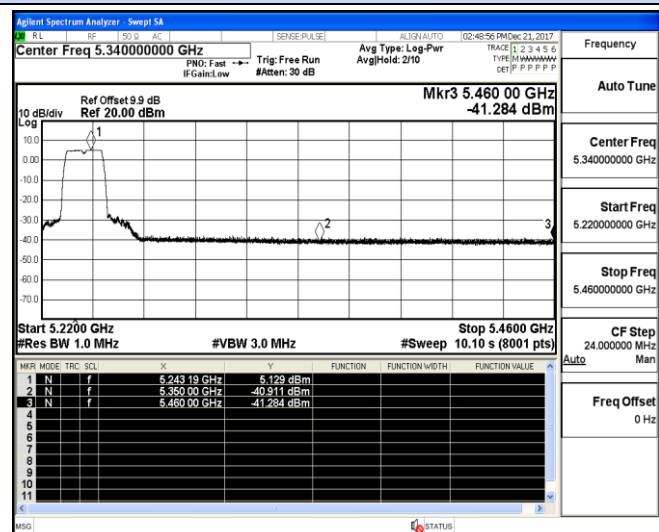 Agilent Spectrum Analyzer - Swept SA
RL RF 50 Ω AC SENSE:PULSE ALIGN AUTO 02:48:56 PM Dec 21, 2017
Center Freq 5.340000000 GHz
PNO: Fast
IFGain:Low
Trig: Free Run
#Atten: 30 dB
Avg Type: Log-Pwr
Avg|Hold: 2/10
TRACE 1 2 3 4 5 6
TYPE MWWWWW
DET P P P P P P
Ref Offset 9.9 dB
10 dB/div Ref 20.00 dBm
Log
Mkr3 5.460 00 GHz
-41.284 dBm
10.0
0.00
-10.0
-20.0
-30.0
-40.0
-50.0
-60.0
-70.0
1
2
3
Start 5.2200 GHz
Stop 5.4600 GHz
#Res BW 1.0 MHz #VBW 3.0 MHz #Sweep 10.10 s (8001 pts)
MKR MODE TRC SCL X Y FUNCTION FUNCTION WIDTH FUNCTION VALUE
1 N f 5.243 19 GHz 5.129 dBm
2 N f 5.350 00 GHz -40.911 dBm
3 N f 5.460 00 GHz -41.284 dBm
4
5
6
7
8
9
10
11
MSG STATUS
Frequency
Auto Tune
Center Freq
5.340000000 GHz
Start Freq
5.220000000 GHz
Stop Freq
5.460000000 GHz
CF Step
24.000000 MHz
Auto Man
Freq Offset
0 Hz